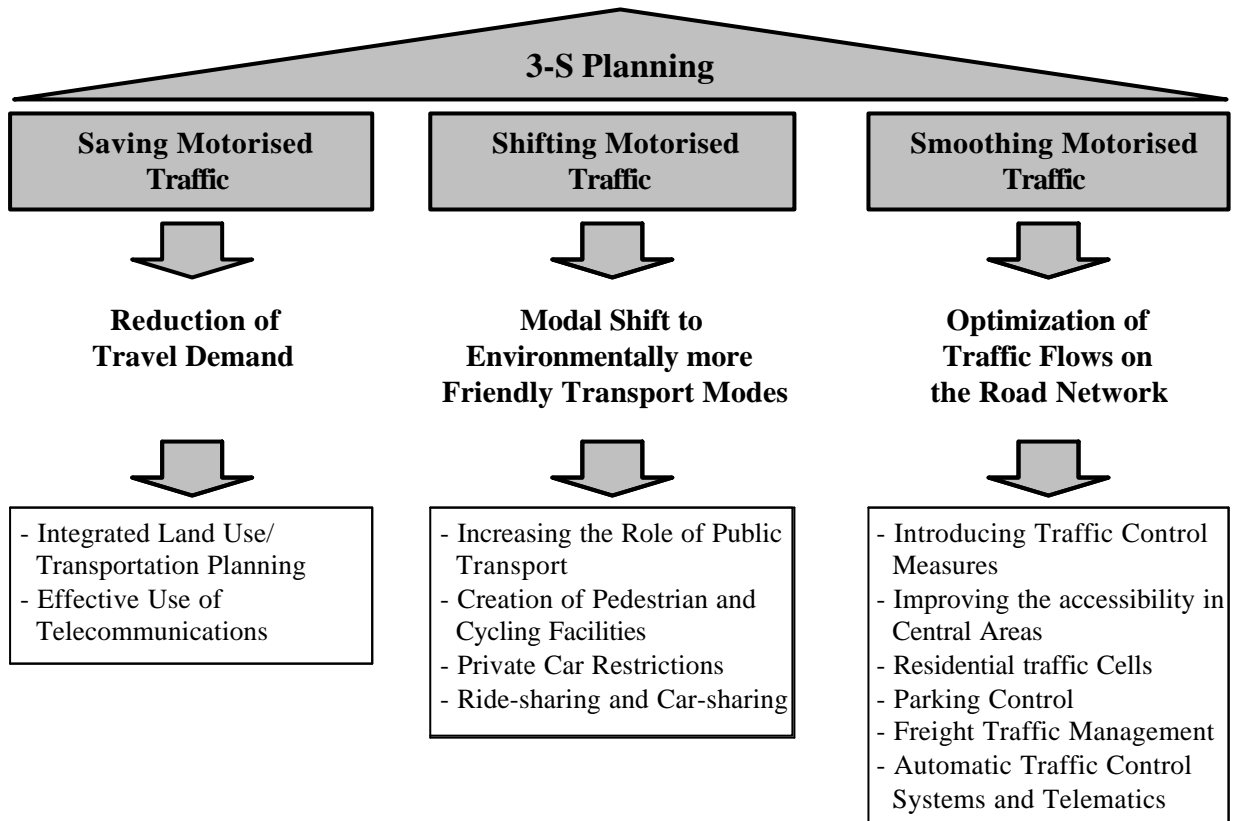 3-S Planning
Saving Motorised
Traffic
Shifting Motorised
Traffic
Smoothing Motorised
Traffic
Reduction of
Travel Demand
Modal Shift to
Environmentally more
Friendly Transport Modes
Optimization of
Traffic Flows on
the Road Network
- Integrated Land Use/
Transportation Planning
- Effective Use of
Telecommunications
- Increasing the Role of Public
Transport
- Creation of Pedestrian and
Cycling Facilities
- Private Car Restrictions
- Ride-sharing and Car-sharing
- Introducing Traffic Control
Measures
- Improving the accessibility in
Central Areas
- Residential traffic Cells
- Parking Control
- Freight Traffic Management
- Automatic Traffic Control
Systems and Telematics